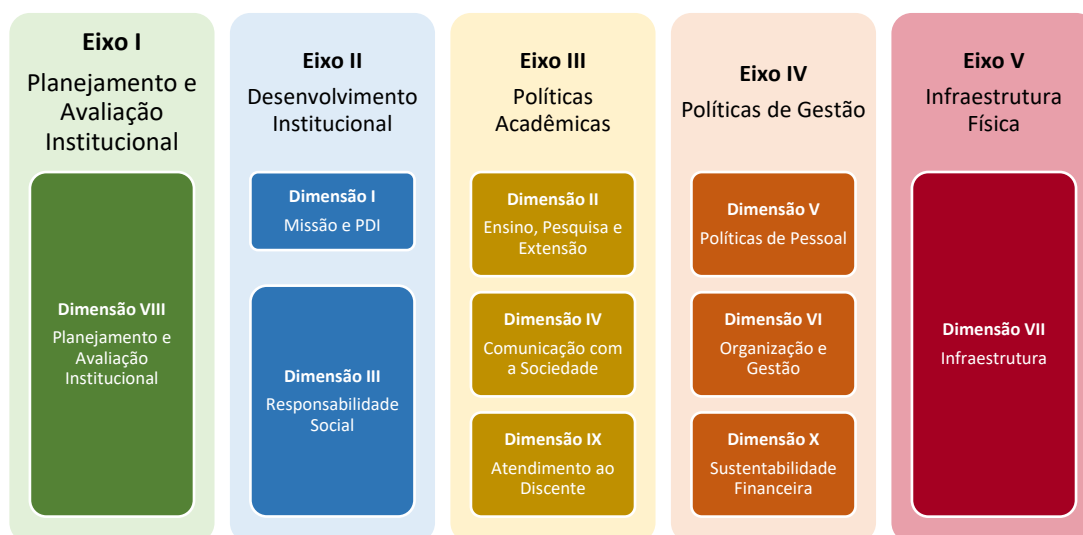 Eixo I
Planejamento e
Avaliação
Institucional
Dimensão VIII
Planejamento e
Avaliação
Institucional
Eixo II
Desenvolvimento
Institucional
Dimensão I
Missão e PDI
Dimensão III
Responsabilidade
Social
Eixo III
Políticas
Acadêmicas
Dimensão II
Ensino, Pesquisa e
Extensão
Dimensão IV
Comunicação com
a Sociedade
Dimensão IX
Atendimento ao
Discente
Eixo IV
Políticas de Gestão
Dimensão V
Políticas de Pessoal
Dimensão VI
Organização e
Gestão
Dimensão X
Sustentabilidade
Financeira
Eixo V
Infraestrutura
Física
Dimensão VII
Infraestrutura